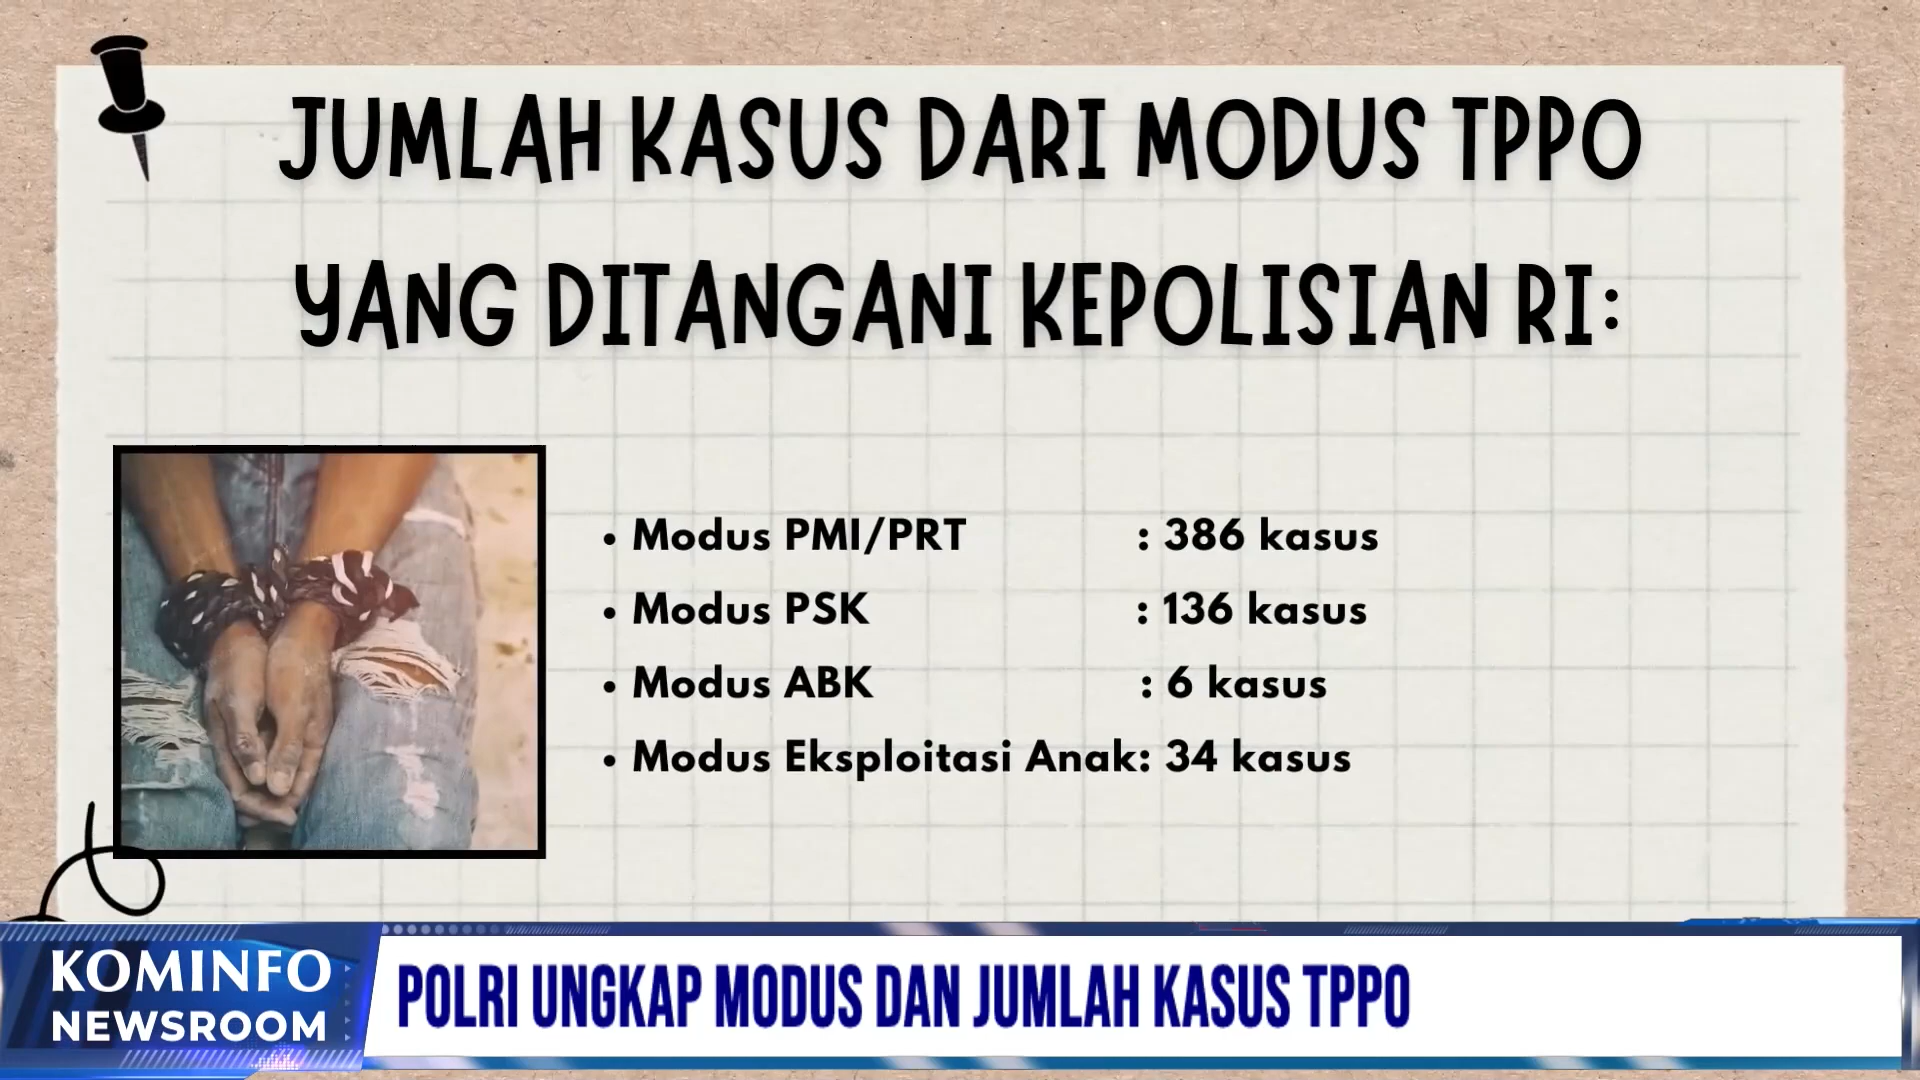 JUMLAH KASUS DARI MODUS TPPO
YANG DITANGANI KEPOLISIAN RI:
• Modus PMI/PRT : 386 kasus
• Modus PSK : 136 kasus
• Modus ABK : 6 kasus
• Modus Eksploitasi Anak: 34 kasus
KOMINFO
NEWSROOM
POLRI UNGKAP MODUS DAN JUMLAH KASUS TPPO